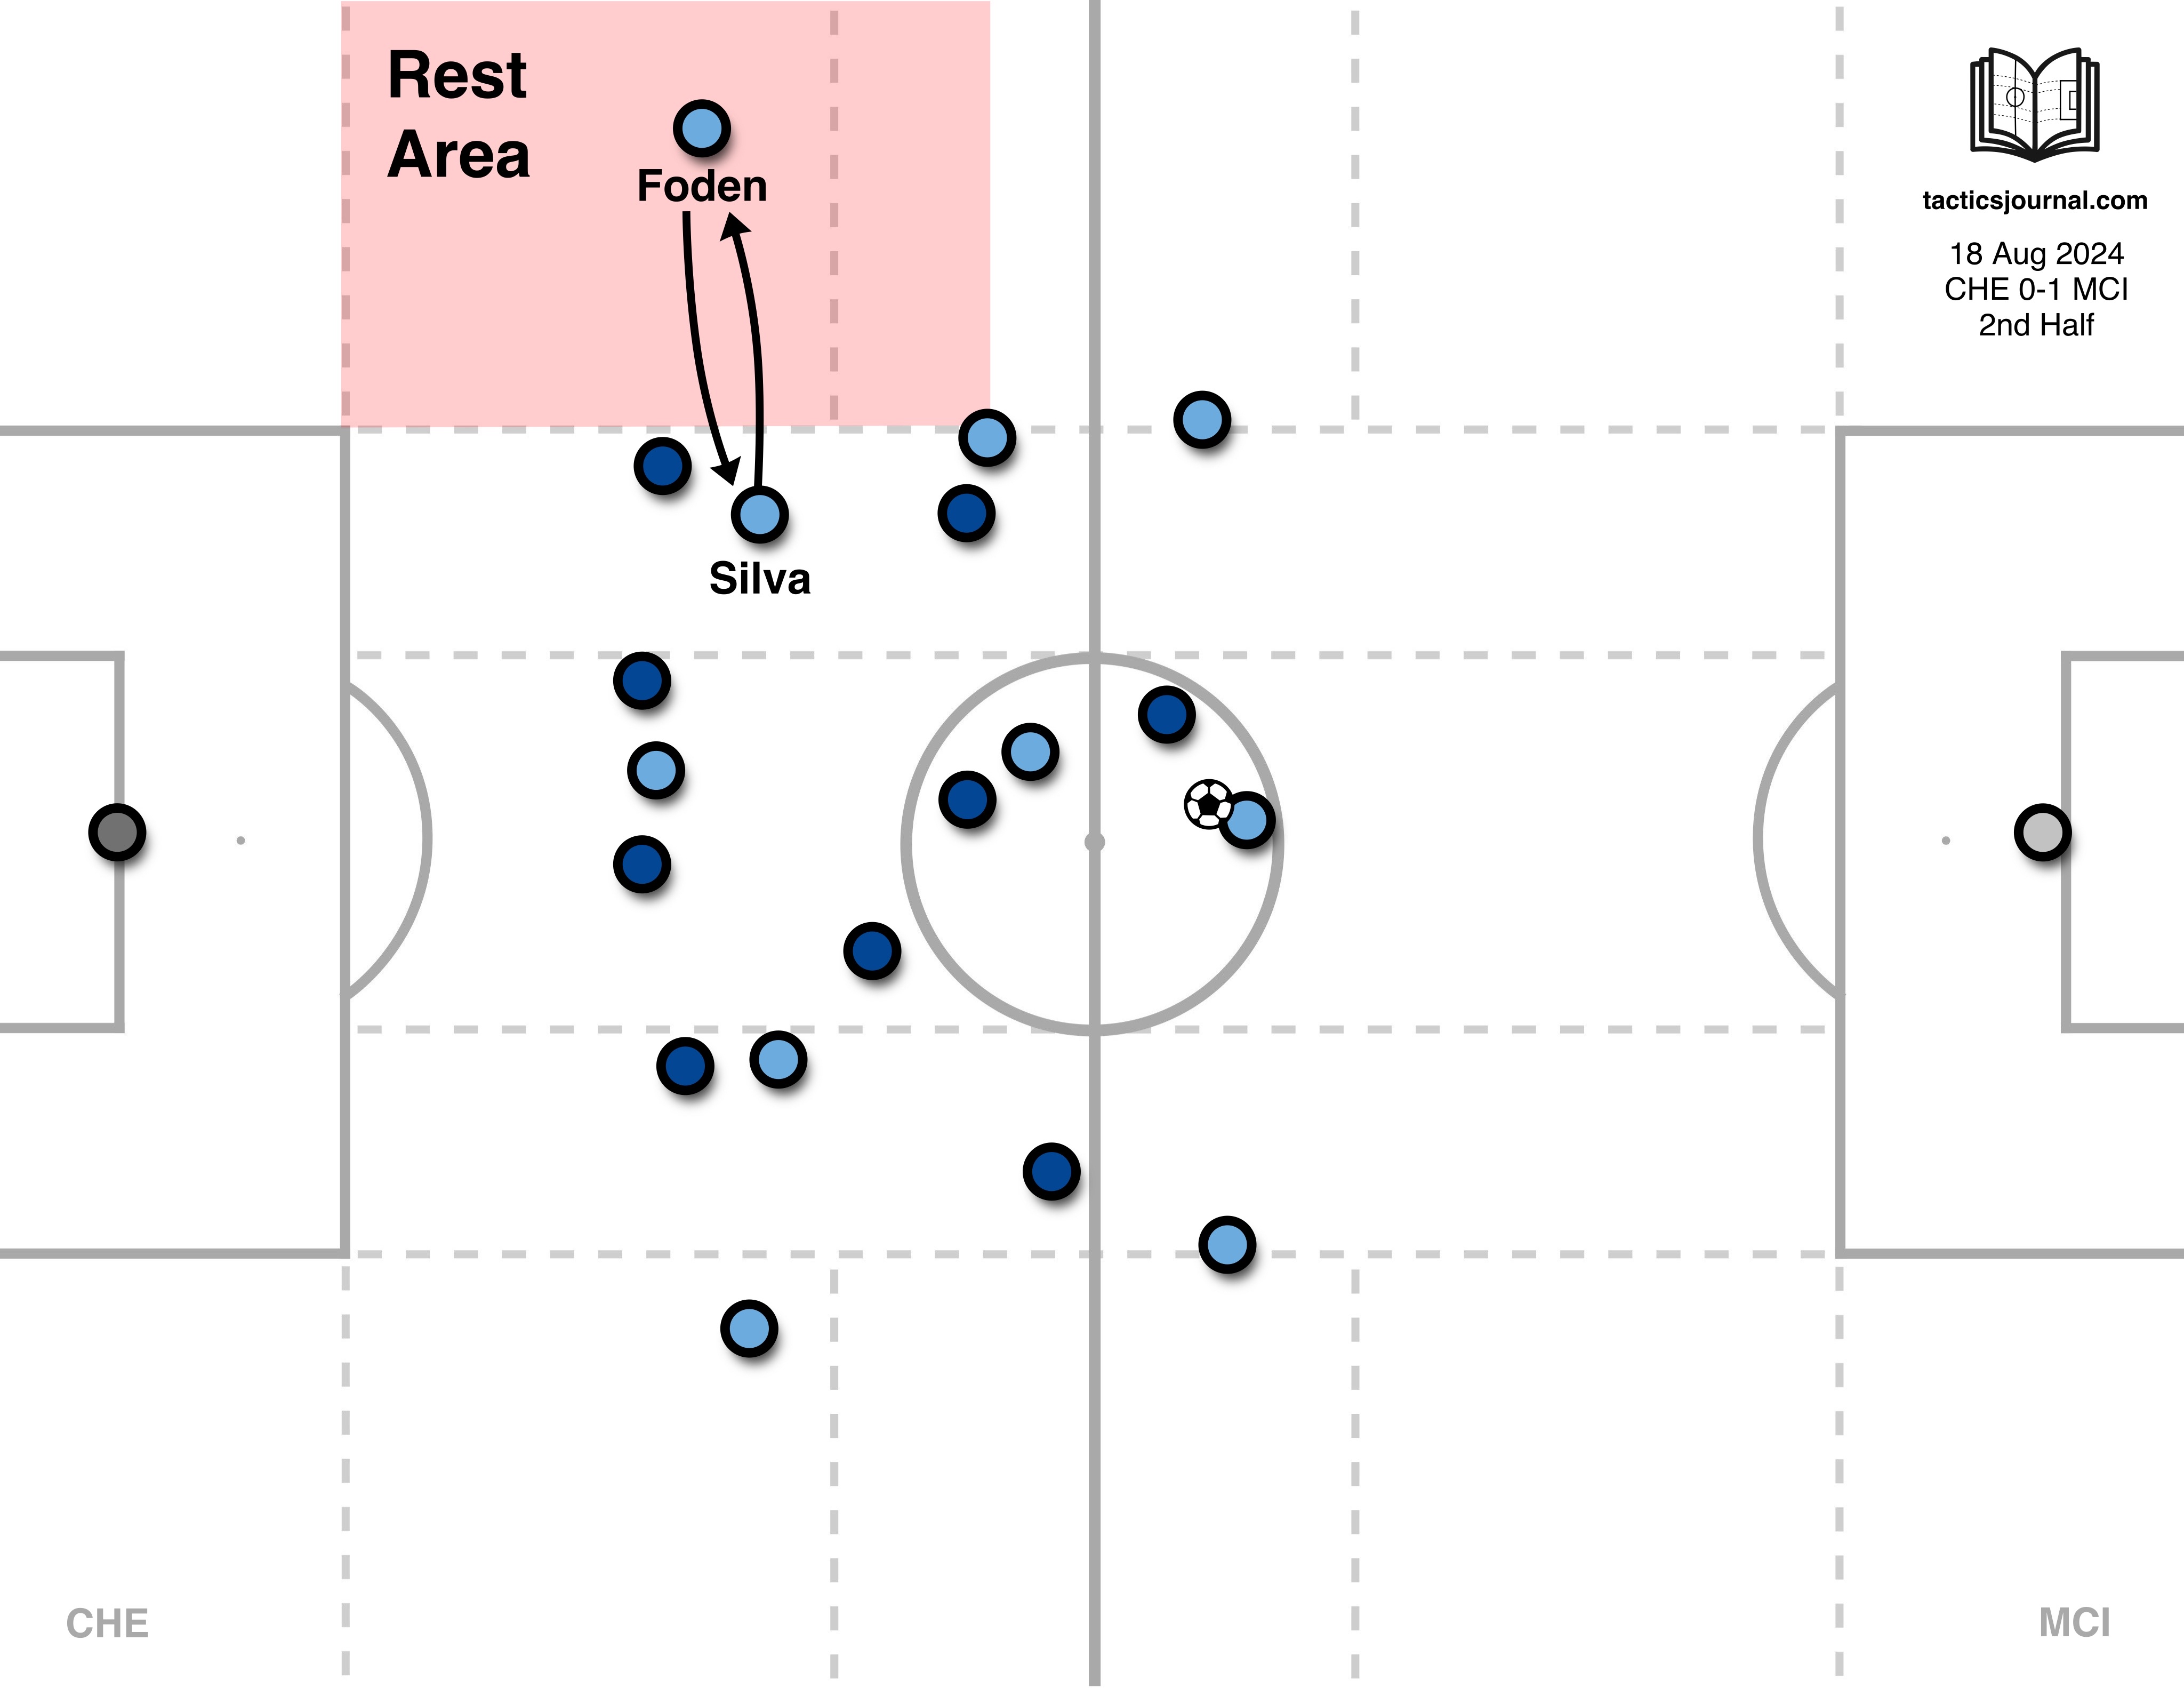 Rest
Area
Foden
Silva
tacticsjournal.com
18 Aug 2024
CHE 0-1 MCI
2nd Half
CHE
MCI